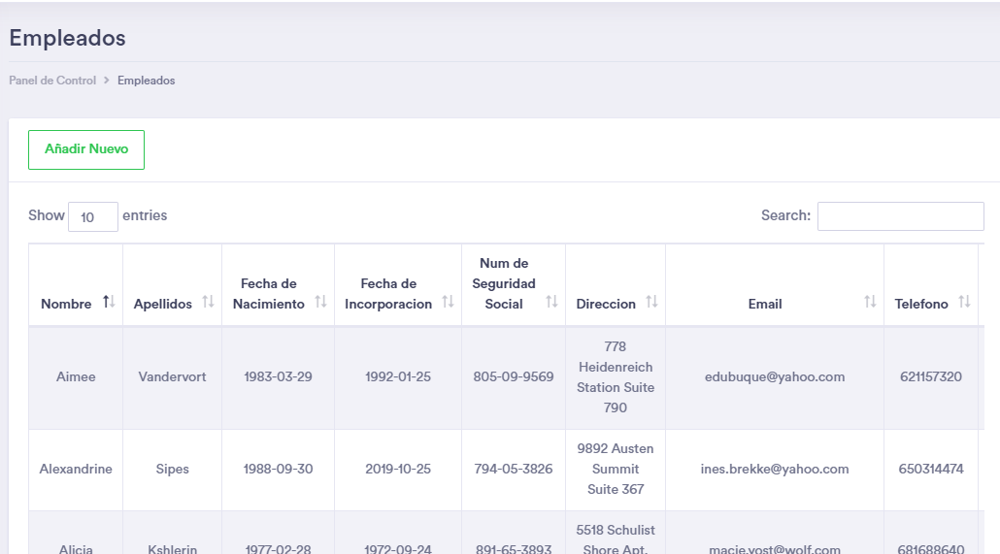 Empleados
Panel de Control > Empleados
Añadir Nuevo
Show 10 entries
Search:
Nombre
Apellidos
Fecha de
Nacimiento
Fecha de
Incorporacion
Num de
Seguridad
Social
Direccion
Email
Telefono
Aimee
Vandervort
1983-03-29
1992-01-25
805-09-9569
778
Heidenreich
Station Suite
790
edubuque@yahoo.com
621157320
Alexandrine
Sipes
1988-09-30
2019-10-25
794-05-3826
9892 Austen
Summit
Suite 367
ines.brekke@yahoo.com
650314474
Alicia
Kshlerin
1977-02-28
1972-09-24
891-65-3893
5518 Schulist
Shore Apt.
macie.yost@wolf.com
681688640